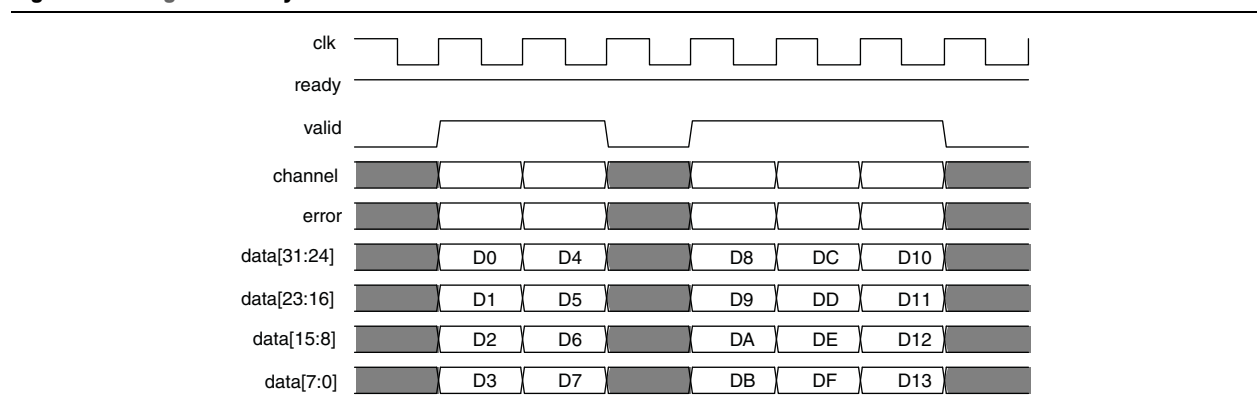 clk
ready
valid
channel
error
data[31:24] D0 D4 D8 DC D10
data[23:16] D1 D5 D9 DD D11
data[15:8] D2 D6 DA DE D12
data[7:0] D3 D7 DB DF D13